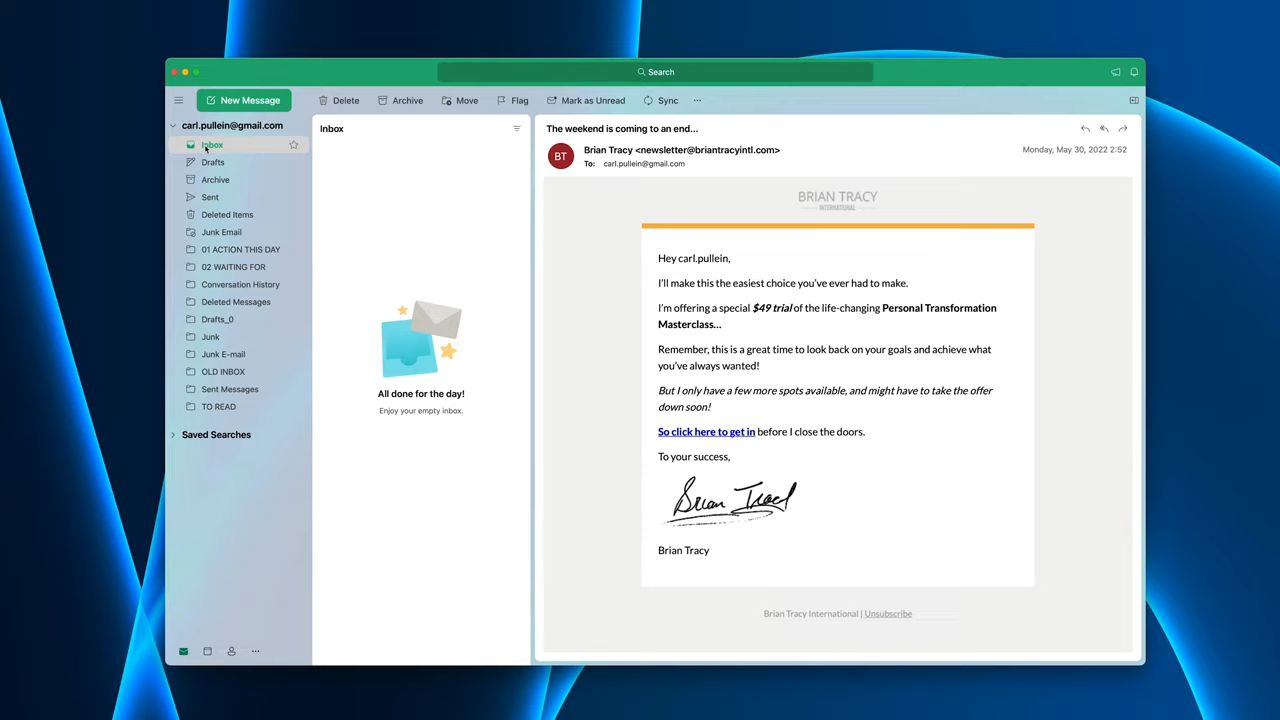 Search
New Message
Delete
Archive
Move
Flag
Mark as Unread
Sync
carl.pullein@gmail.com
Inbox
Drafts
Archive
Sent
Deleted Items
Junk Email
01 ACTION THIS DAY
02 WAITING FOR
Conversation History
Deleted Messages
Drafts_0
Junk
Junk E-mail
OLD INBOX
Sent Messages
TO READ
Saved Searches
Inbox
All done for the day!
Enjoy your empty inbox.
The weekend is coming to an end...
BT
Brian Tracy <newsletter@briantracyintl.com>
Monday, May 30, 2022 2:52
To: carl.pullein@gmail.com
BRIAN TRACY
INTERNATIONAL
Hey carl.pullein,
I'll make this the easiest choice you've ever had to make.
I'm offering a special $49 trial of the life-changing Personal Transformation
Masterclass...
Remember, this is a great time to look back on your goals and achieve what
you've always wanted!
But I only have a few more spots available, and might have to take the offer
down soon!
So click here to get in before I close the doors.
To your success,
Brian Tracy
Brian Tracy
Brian Tracy International | Unsubscribe